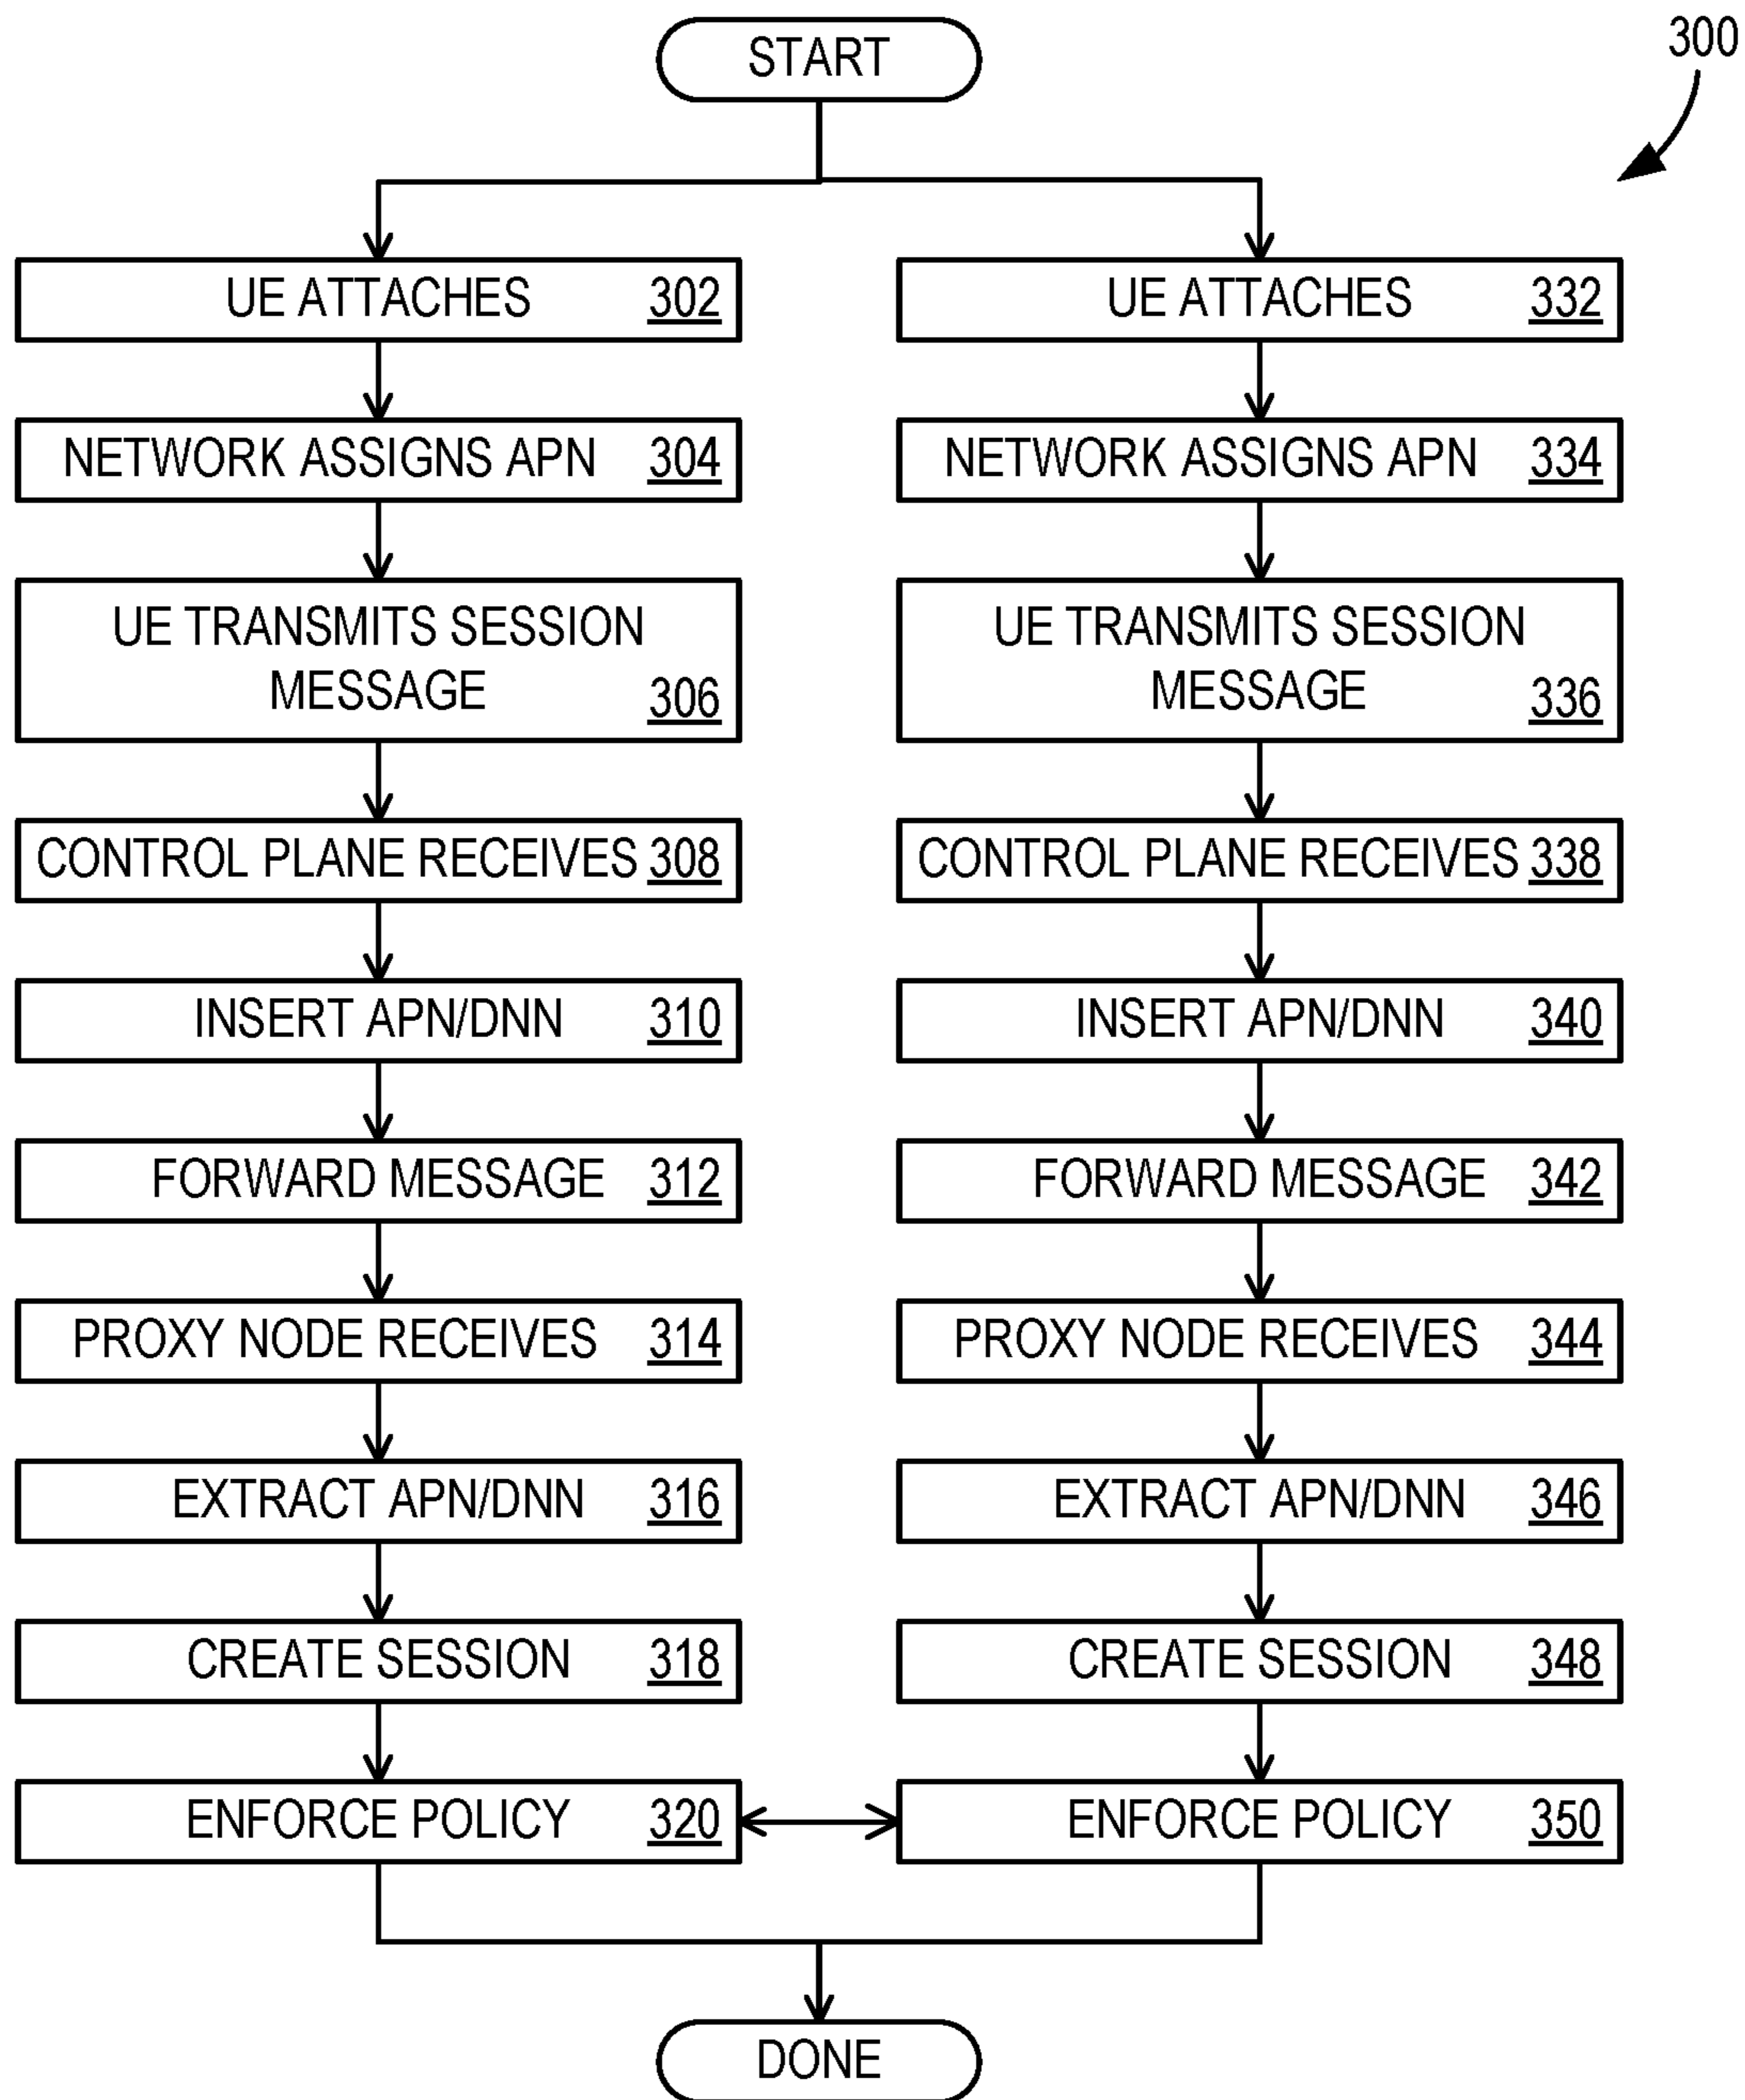 START
300
UE ATTACHES 302
NETWORK ASSIGNS APN 304
UE TRANSMITS SESSION
MESSAGE 306
CONTROL PLANE RECEIVES 308
INSERT APN/DNN 310
FORWARD MESSAGE 312
PROXY NODE RECEIVES 314
EXTRACT APN/DNN 316
CREATE SESSION 318
ENFORCE POLICY 320
UE ATTACHES 332
NETWORK ASSIGNS APN 334
UE TRANSMITS SESSION
MESSAGE 336
CONTROL PLANE RECEIVES 338
INSERT APN/DNN 340
FORWARD MESSAGE 342
PROXY NODE RECEIVES 344
EXTRACT APN/DNN 346
CREATE SESSION 348
ENFORCE POLICY 350
DONE